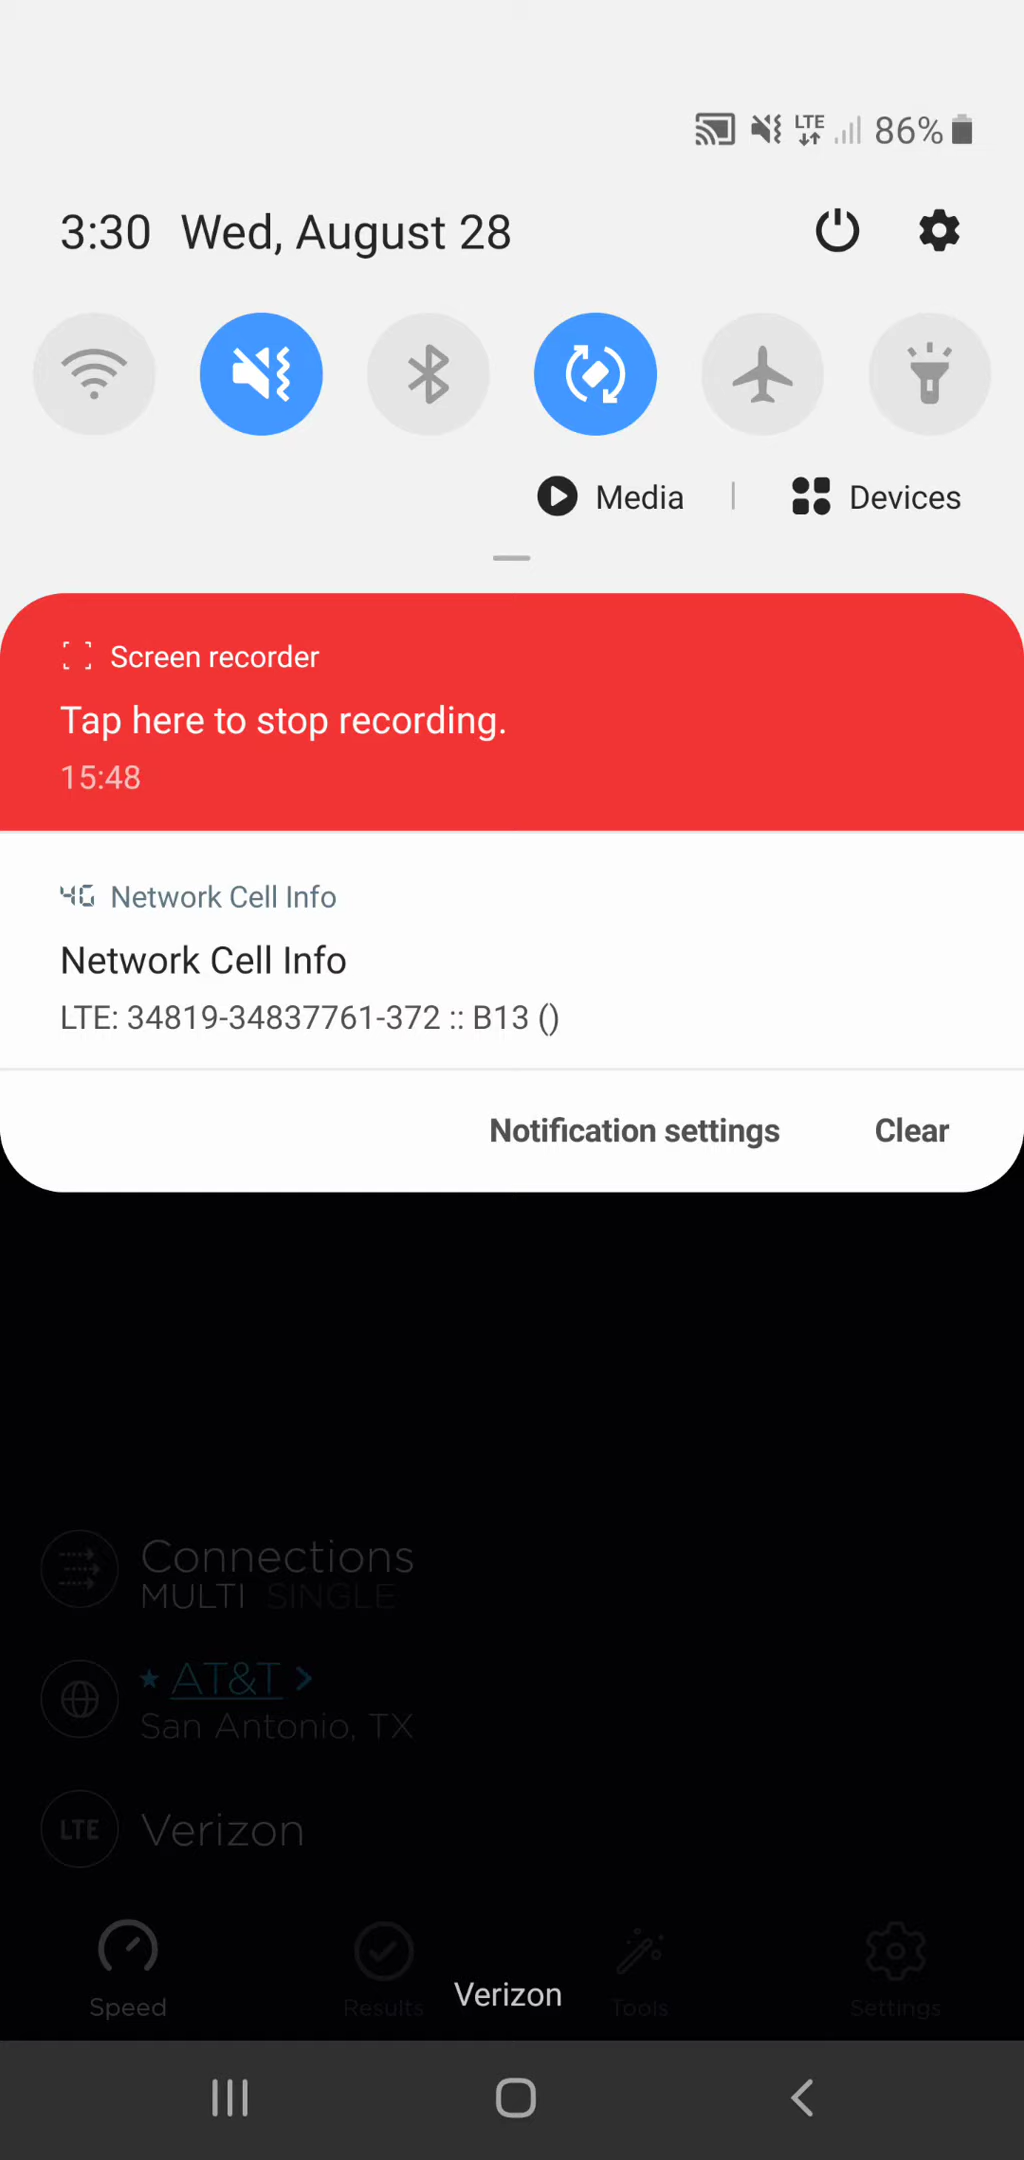 LTE 86%
3:30 Wed, August 28
Media | Devices
Screen recorder
Tap here to stop recording.
15:48
4G Network Cell Info
Network Cell Info
LTE: 34819-34837761-372 :: B13 ()
Notification settings Clear
Connections
MULTI SINGLE
★ AT&T >
San Antonio, TX
LTE Verizon
Speed Results Verizon Tools Settings